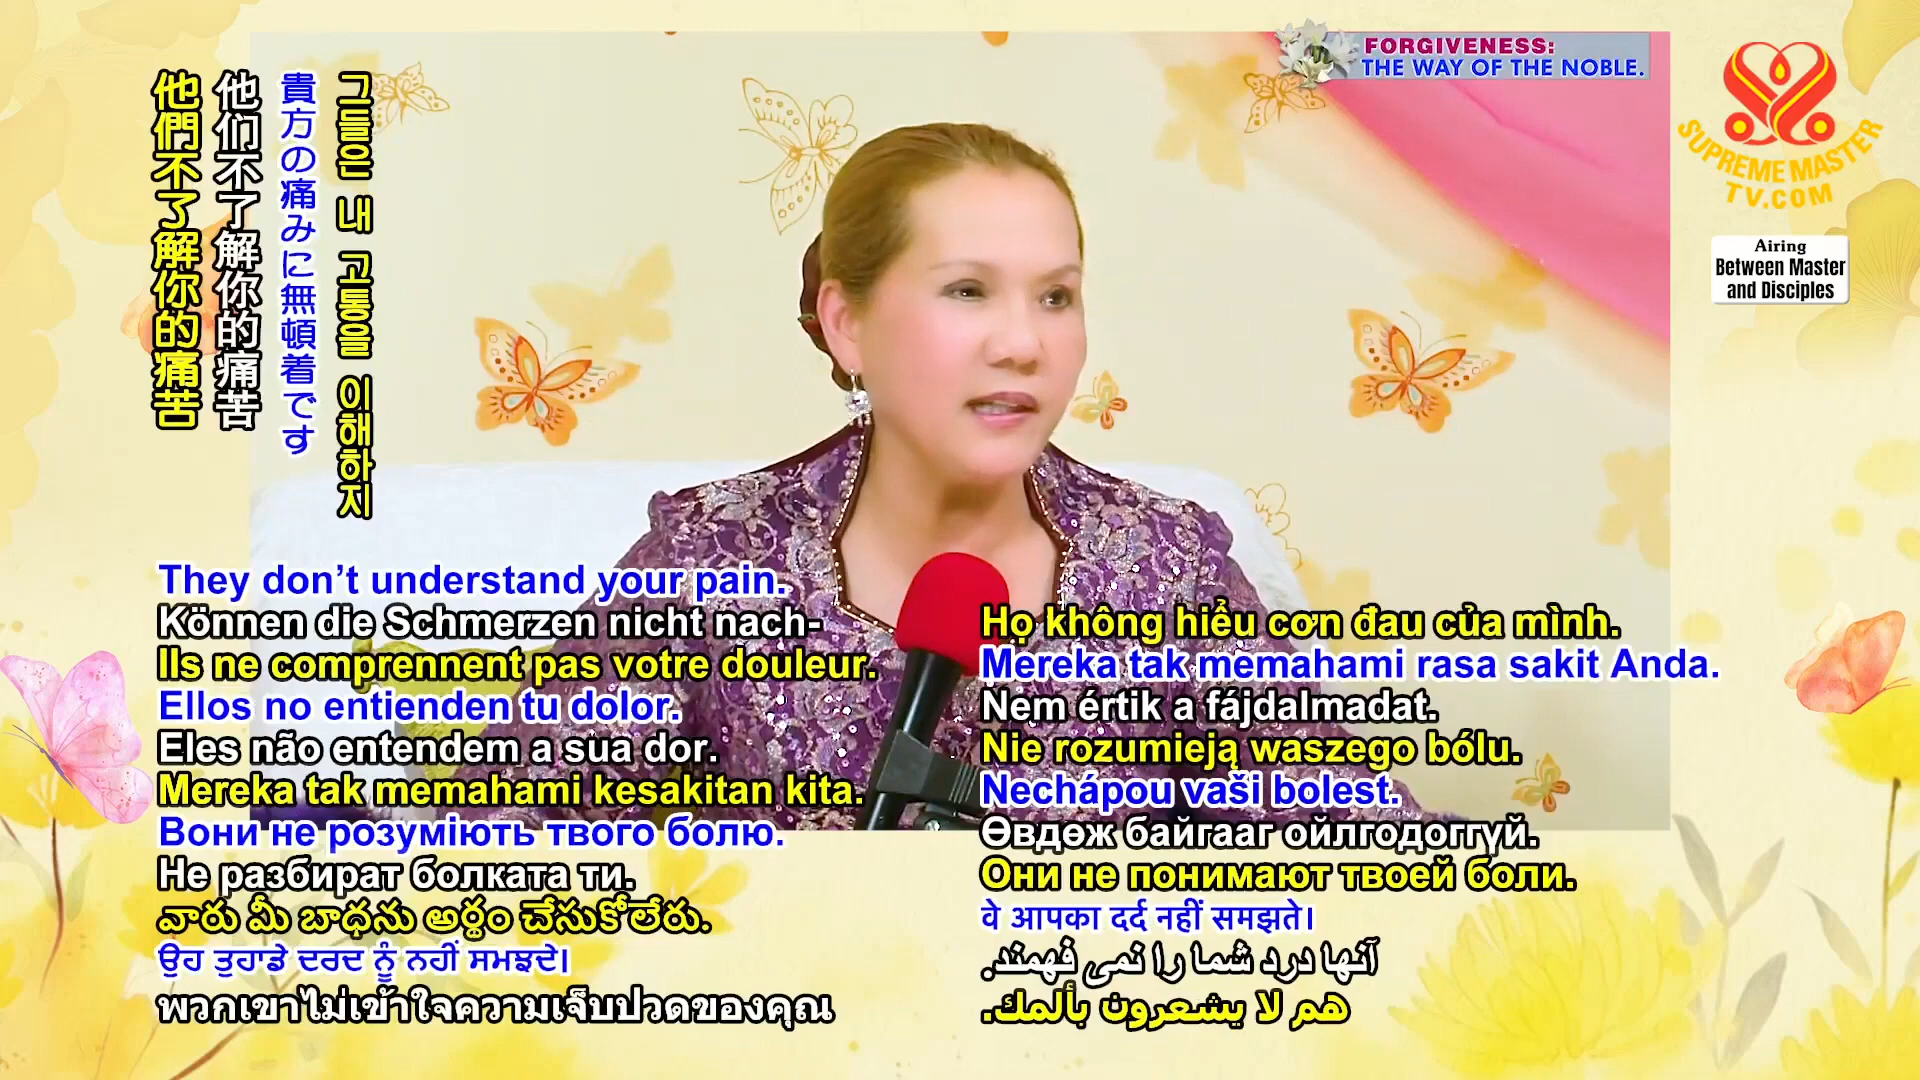 FORGIVENESS:
THE WAY OF THE NOBLE.
SUPREME MASTER
TV.COM
Airing
Between Master
and Disciples
그들은 내 고통을 이해하지
貴方の痛みに無頓着です
他们不了解你的痛苦
他們不了解你的痛苦
They don’t understand your pain.
Können die Schmerzen nicht nach-
Ils ne comprennent pas votre douleur.
Ellos no entienden tu dolor.
Eles não entendem a sua dor.
Mereka tak memahami kesakitan kita.
Вони не розуміють твого болю.
Не разбират болката ти.
వారు మీ బాధను అర్థం చేసుకోలేరు.
ਉਹ ਤੁਹਾਡੇ ਦਰਦ ਨੂੰ ਨਹੀਂ ਸਮਝਦੇ।
พวกเขาไม่เข้าใจความเจ็บปวดของคุณ
Họ không hiểu cơn đau của mình.
Mereka tak memahami rasa sakit Anda.
Nem értik a fájdalmadat.
Nie rozumieją waszego bólu.
Nechápou vaši bolest.
Өвдөж байгааг ойлгодоггүй.
Они не понимают твоей боли.
वे आपका दर्द नहीं समझते।
آنها درد شما را نمی فهمند.
هم لا يشعرون بألمك.